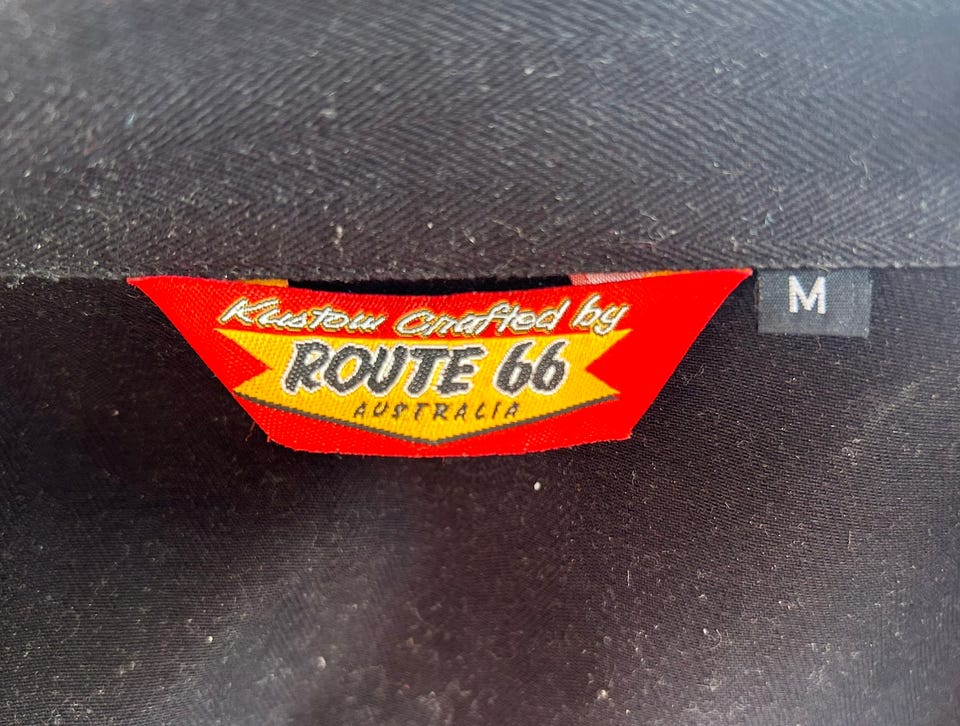 Kustom Crafted by
ROUTE 66
AUSTRALIA
M